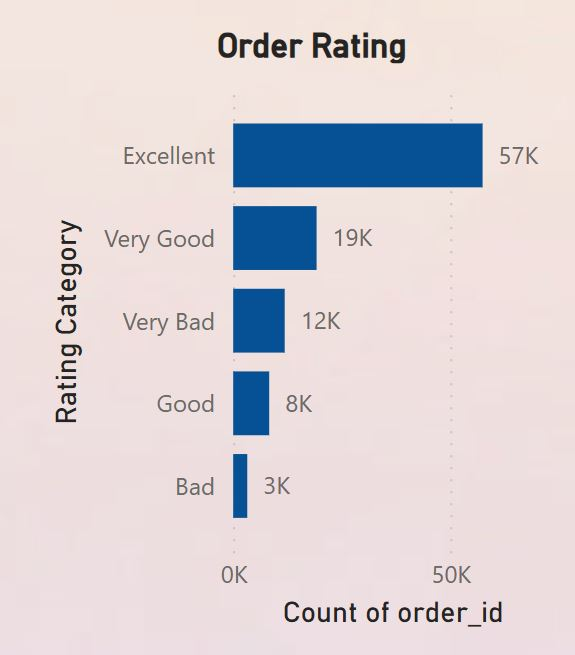 Order Rating
Excellent 57K
Very Good 19K
Very Bad 12K
Good 8K
Bad 3K
Rating Category
0K 50K
Count of order_id